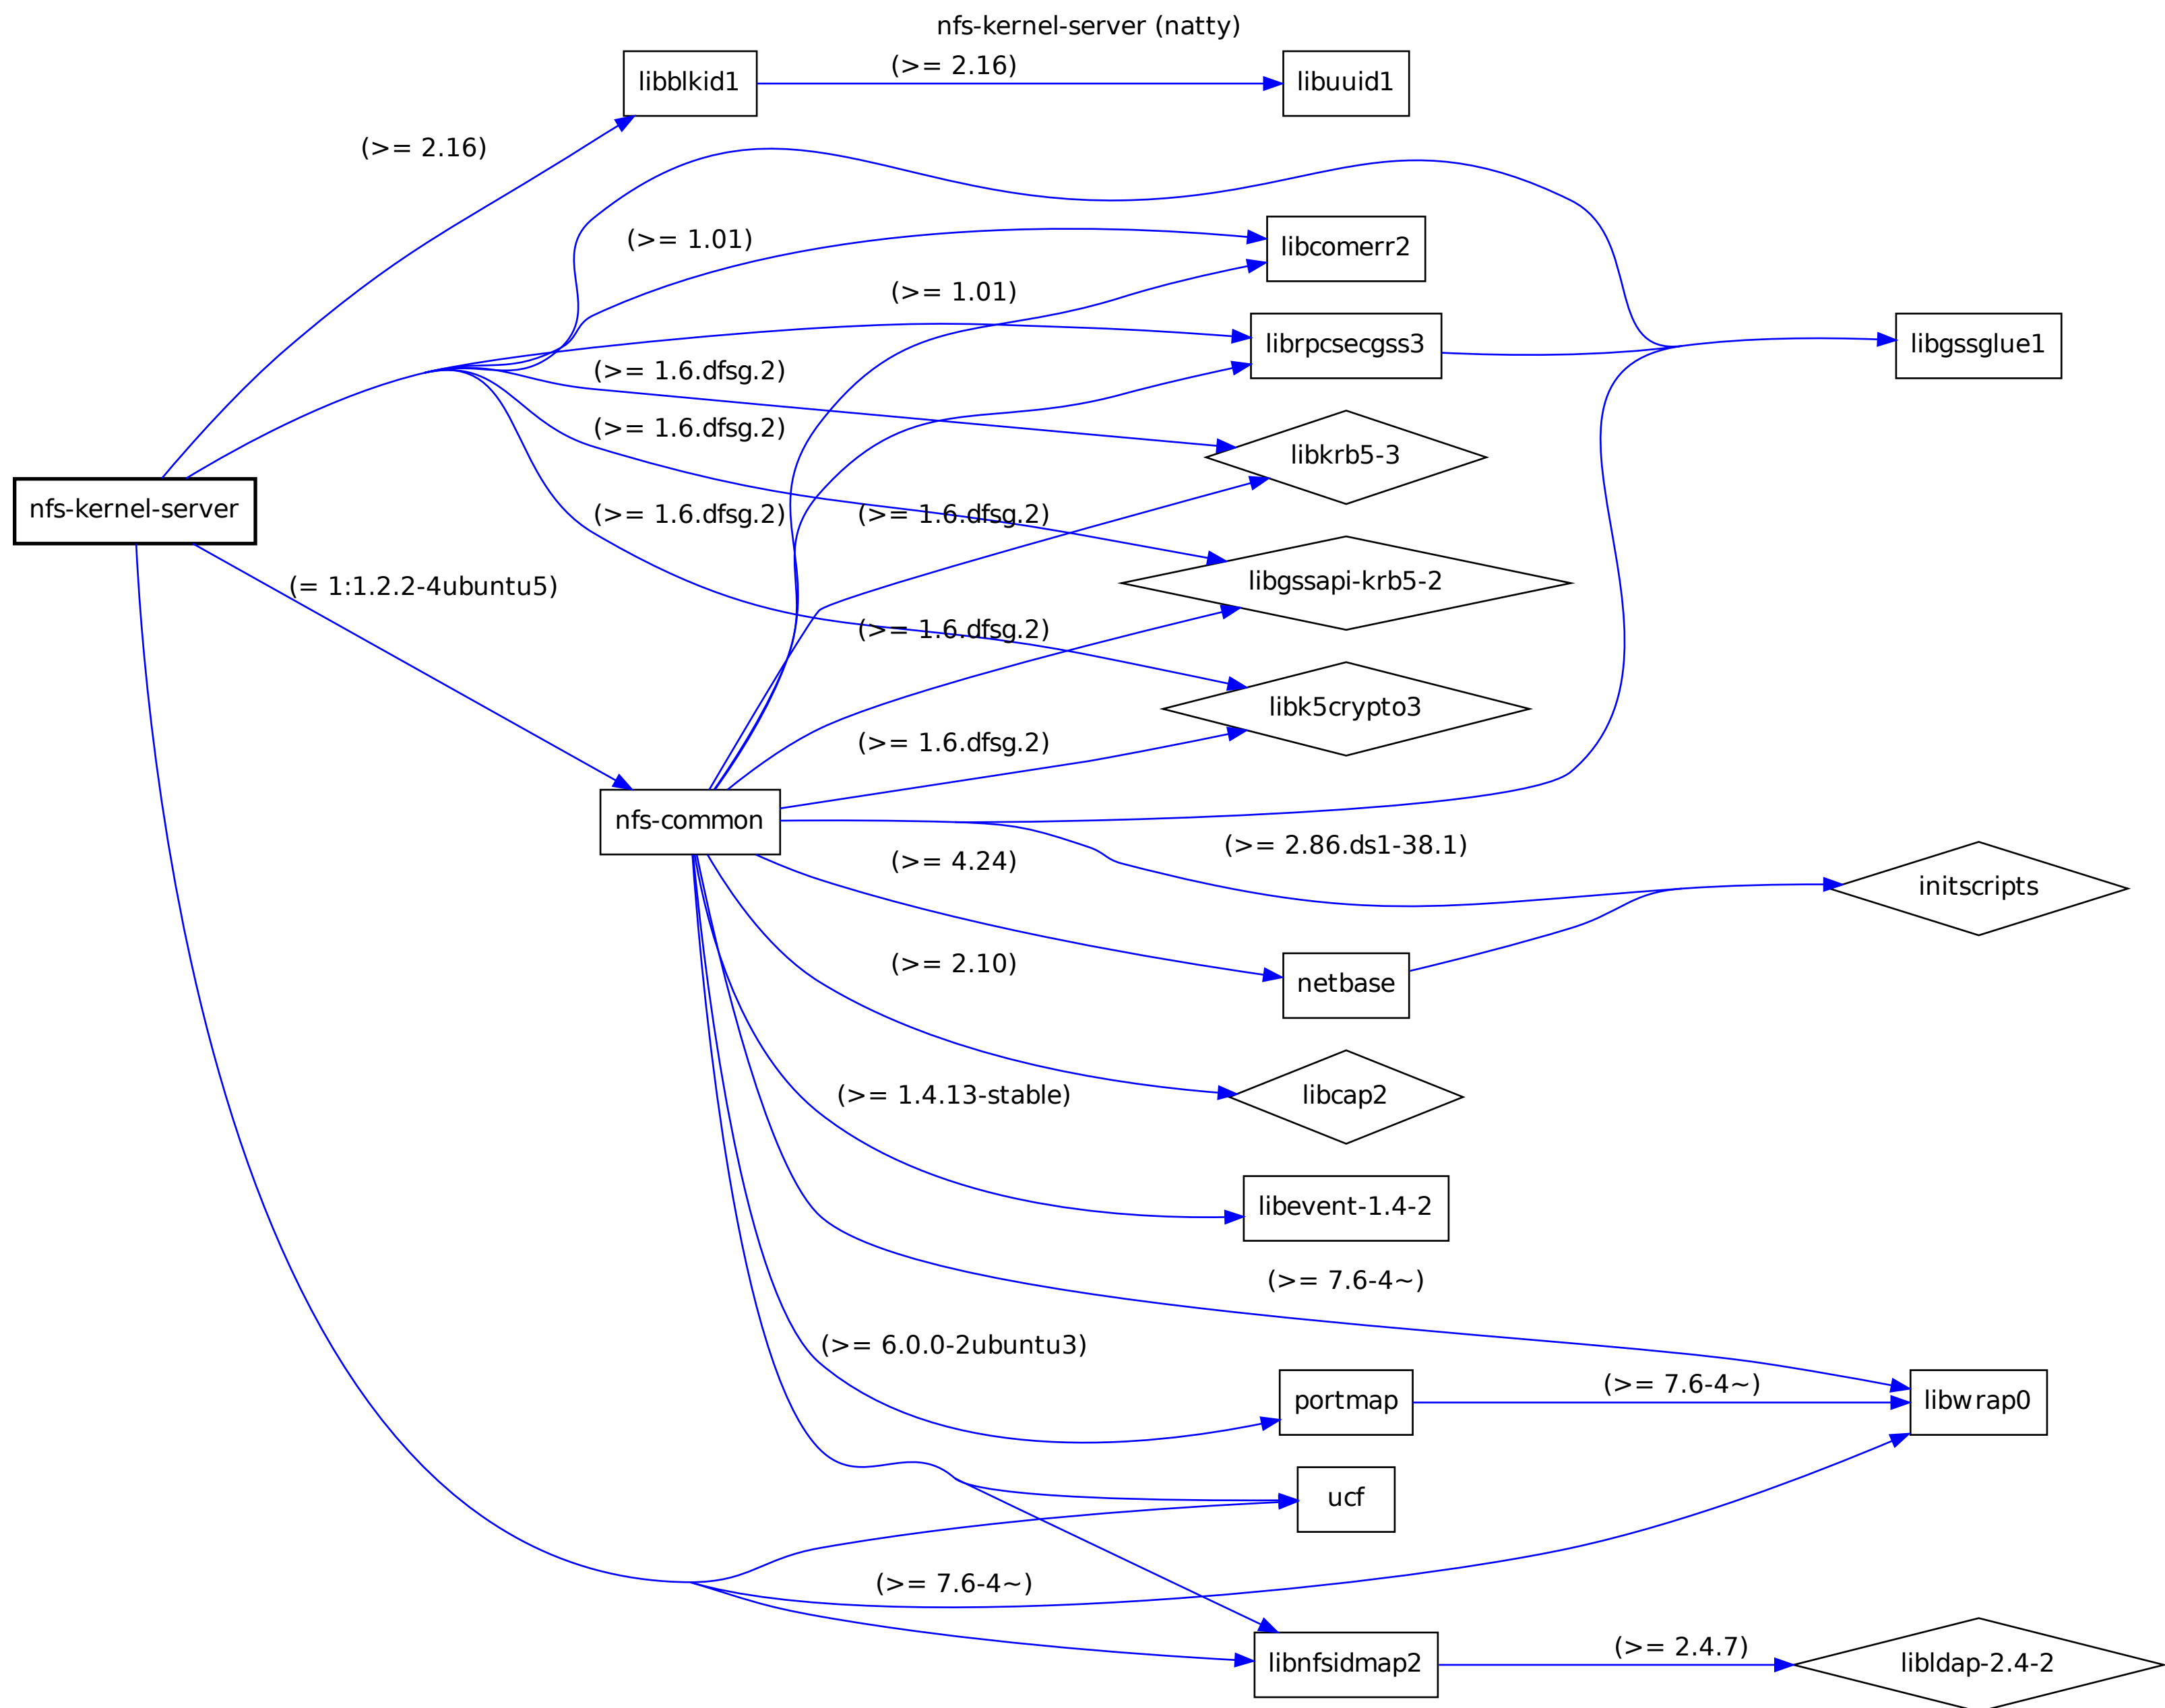 nfs-kernel-server (natty)
libblkid1
(>= 2.16)
libuuid1
(>= 2.16)
(>= 1.01)
libcomerr2
(>= 1.01)
librpcsecgss3
libgssglue1
(>= 1.6.dfsg.2)
(>= 1.6.dfsg.2)
libkrb5-3
nfs-kernel-server
(>= 1.6.dfsg.2)
(>= 1.6.dfsg.2)
(= 1:1.2.2-4ubuntu5)
libgssapi-krb5-2
(>= 1.6.dfsg.2)
libk5crypto3
(>= 1.6.dfsg.2)
nfs-common
(>= 2.86.ds1-38.1)
(>= 4.24)
initscripts
(>= 2.10)
netbase
(>= 1.4.13-stable)
libcap2
libevent-1.4-2
(>= 7.6-4~)
(>= 6.0.0-2ubuntu3)
portmap
(>= 7.6-4~)
libwrap0
ucf
(>= 7.6-4~)
libnfsidmap2
(>= 2.4.7)
libldap-2.4-2